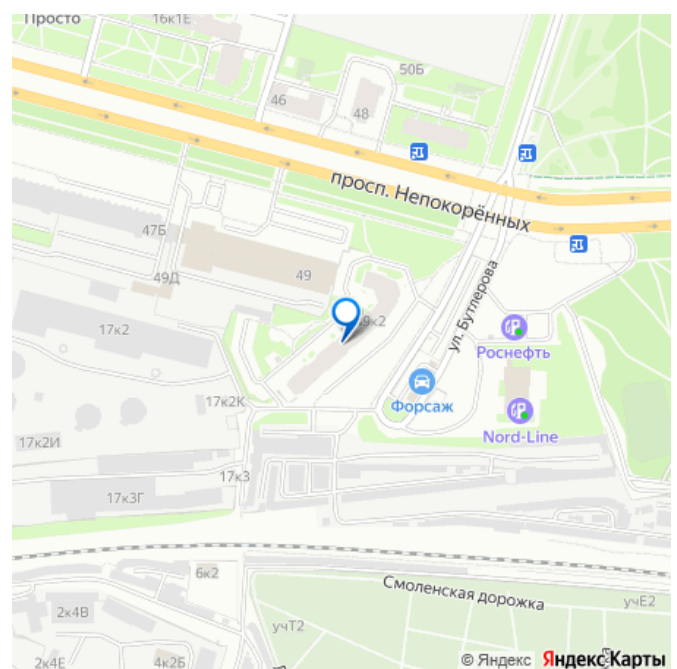 Просто
16к1Е
50Б
46
48
просп. Непокорённых
47Б
49
49Д
ул. Бутлерова
17к2
9к2
Роснефть
Форсаж
17к2К
Nord-Line
17к2И
17к3
17к3Г
6к2
Смоленская дорожка
2к4В
учТ2
учЕ2
2к4Е
4к2Б
© Яндекс Яндекс Карты